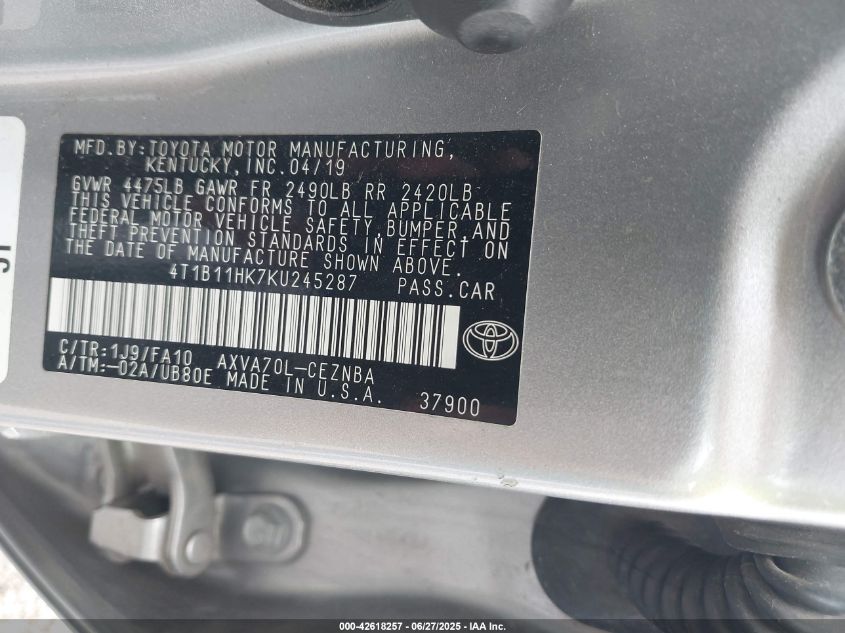 MFD.BY:TOYOTA MOTOR MANUFACTURING,
KENTUCKY,INC.04/19
GVWR 4475LB GAWR FR 2490LB RR 2420LB
THIS VEHICLE CONFORMS TO ALL APPLICABLE
FEDERAL MOTOR VEHICLE SAFETY,BUMPER,AND
THEFT PREVENTION STANDARDS IN EFFECT ON
THE DATE OF MANUFACTURE SHOWN ABOVE.
4T1B11HK7KU245287 PASS.CAR
C/TR:1J9/FA10 AXVA70L-CEZNBA
A/TM:-02A/UB80E MADE IN U.S.A.
37900
000-42618257 - 06/27/2025 - IAA Inc.